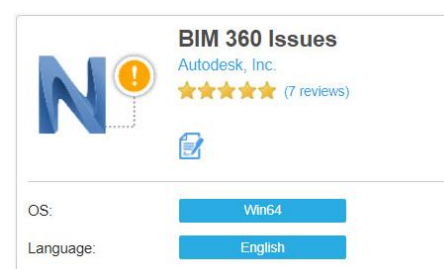 BIM 360 Issues
Autodesk, Inc.
(7 reviews)
OS: Win64
Language: English